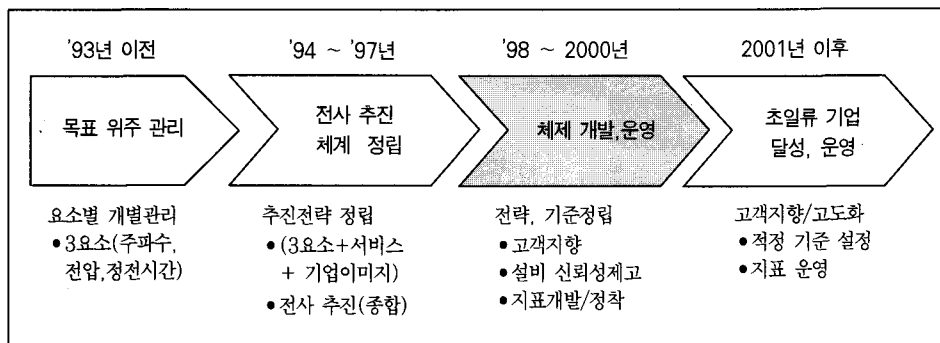 '93년 이전
'94 ~ '97년
'98 ~ 2000년
2001년 이후
목표 위주 관리
전사 추진
체계 정립
체제 개발,운영
초일류 기업
달성, 운영
요소별 개별관리
• 3요소(주파수,
전압,정전시간)
추진전략 정립
• (3요소+서비스
+ 기업이미지)
• 전사 추진(종합)
전략, 기준정립
• 고객지향
• 설비 신뢰성제고
• 지표개발/정착
고객지향/고도화
• 적정 기준 설정
• 지표 운영